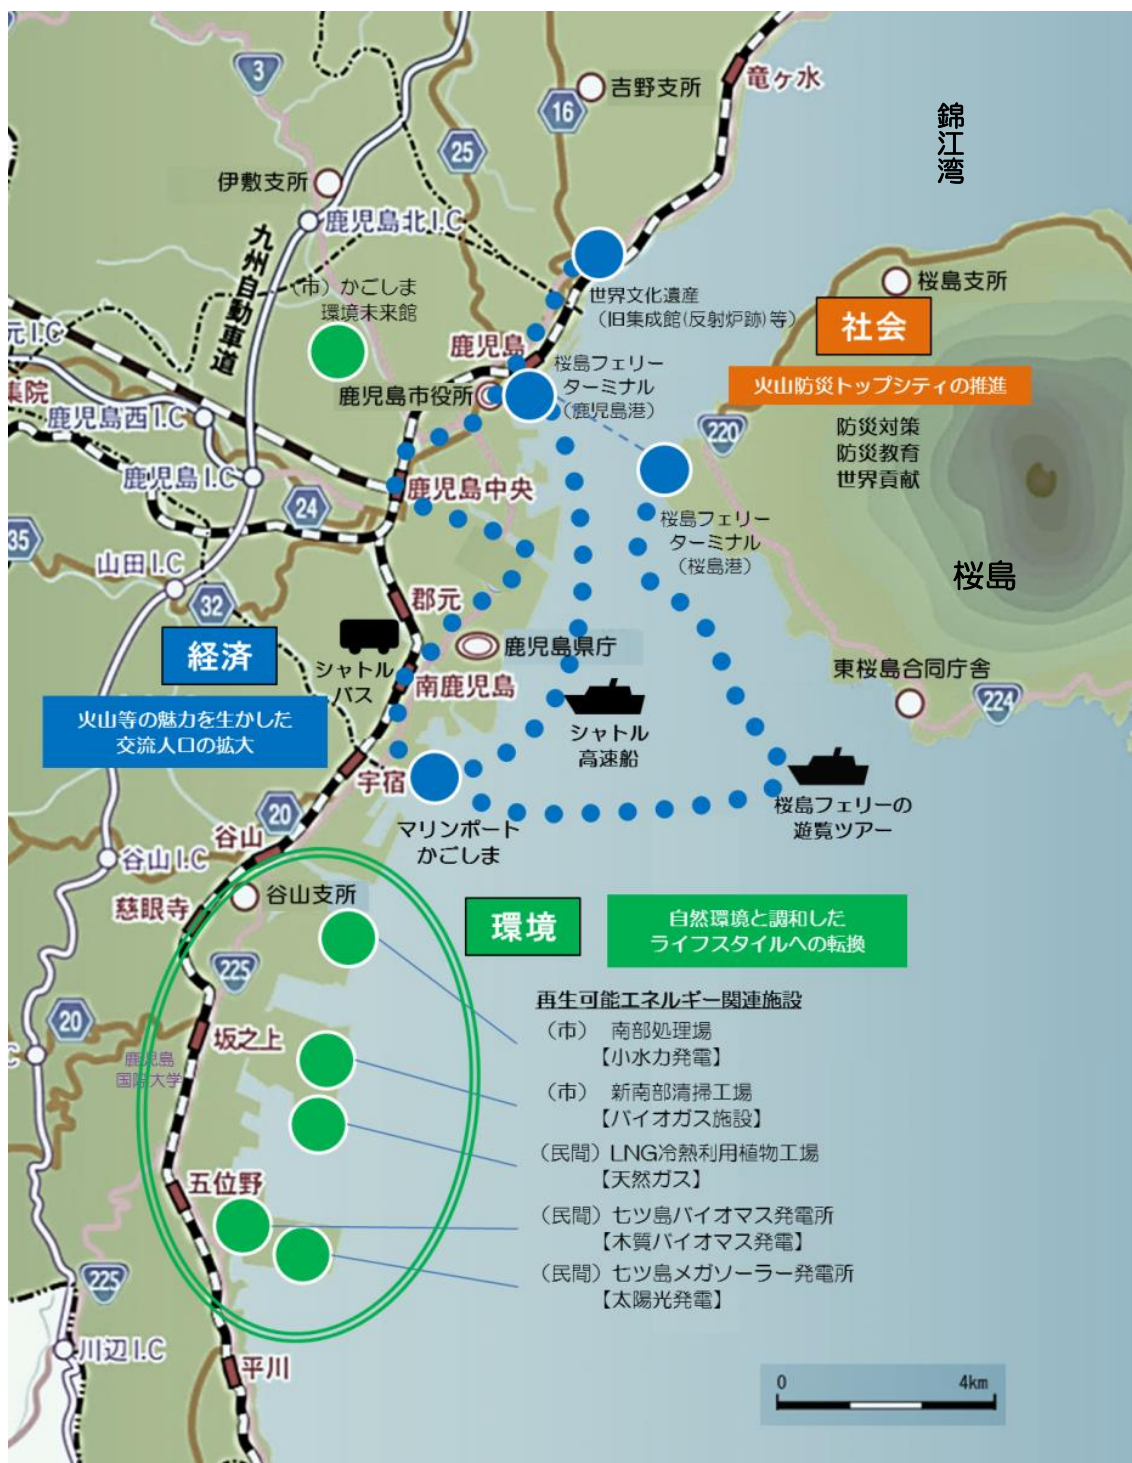 3
吉野支所
竜ヶ水
16
錦江湾
25
伊敷支所
鹿児島北I.C
九州自動車道
桜島支所
(市)かごしま
環境未来館
世界文化遺産
(旧集成館(反射炉跡)等)
社会
元I.C
鹿児島
桜島フェリー
ターミナル
(鹿児島港)
火山防災トップシティの推進
集院
鹿児島市役所
鹿児島西I.C
220
防災対策
防災教育
世界貢献
鹿児島I.C
鹿児島中央
24
桜島フェリー
ターミナル
(桜島港)
35
山田I.C
桜島
32
郡元
経済
鹿児島県庁
シャトル
バス
南鹿児島
東桜島合同庁舎
224
火山等の魅力を生かした
交流人口の拡大
シャトル
高速船
宇宿
桜島フェリーの
遊覧ツアー
20
マリンポート
かごしま
谷山
谷山I.C
慈眼寺
谷山支所
環境
自然環境と調和した
ライフスタイルへの転換
225
再生可能エネルギー関連施設
(市) 南部処理場
【小水力発電】
20
坂之上
C
鹿児島
国際大学
(市) 新南部清掃工場
【バイオガス施設】
(民間)LNG冷熱利用植物工場
【天然ガス】
五位野
(民間)七ツ島バイオマス発電所
【木質バイオマス発電】
(民間)七ツ島メガソーラー発電所
【太陽光発電】
225
川辺I.C
平川
0 4km